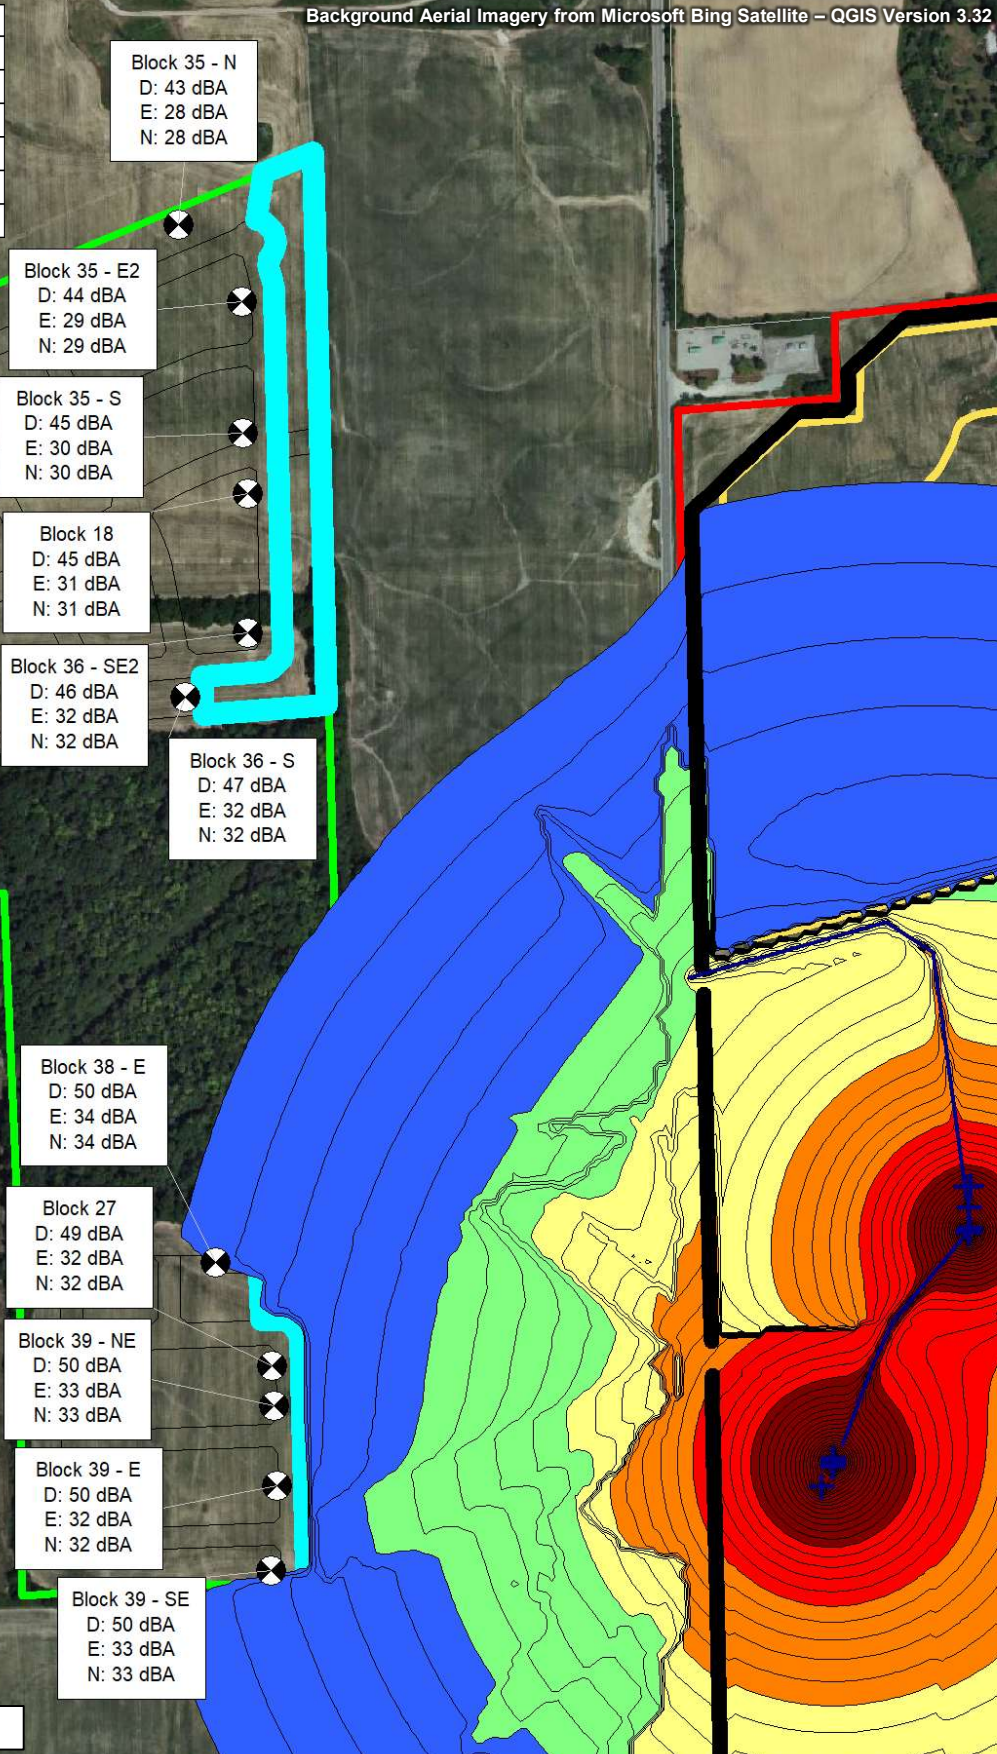 Background Aerial Imagery from Microsoft Bing Satellite – QGIS Version 3.32
Block 35 - N
D: 43 dBA
E: 28 dBA
N: 28 dBA
Block 35 - E2
D: 44 dBA
E: 29 dBA
N: 29 dBA
Block 35 - S
D: 45 dBA
E: 30 dBA
N: 30 dBA
Block 18
D: 45 dBA
E: 31 dBA
N: 31 dBA
Block 36 - SE2
D: 46 dBA
E: 32 dBA
N: 32 dBA
Block 36 - S
D: 47 dBA
E: 32 dBA
N: 32 dBA
Block 38 - E
D: 50 dBA
E: 34 dBA
N: 34 dBA
Block 27
D: 49 dBA
E: 32 dBA
N: 32 dBA
Block 39 - NE
D: 50 dBA
E: 33 dBA
N: 33 dBA
Block 39 - E
D: 50 dBA
E: 32 dBA
N: 32 dBA
Block 39 - SE
D: 50 dBA
E: 33 dBA
N: 33 dBA